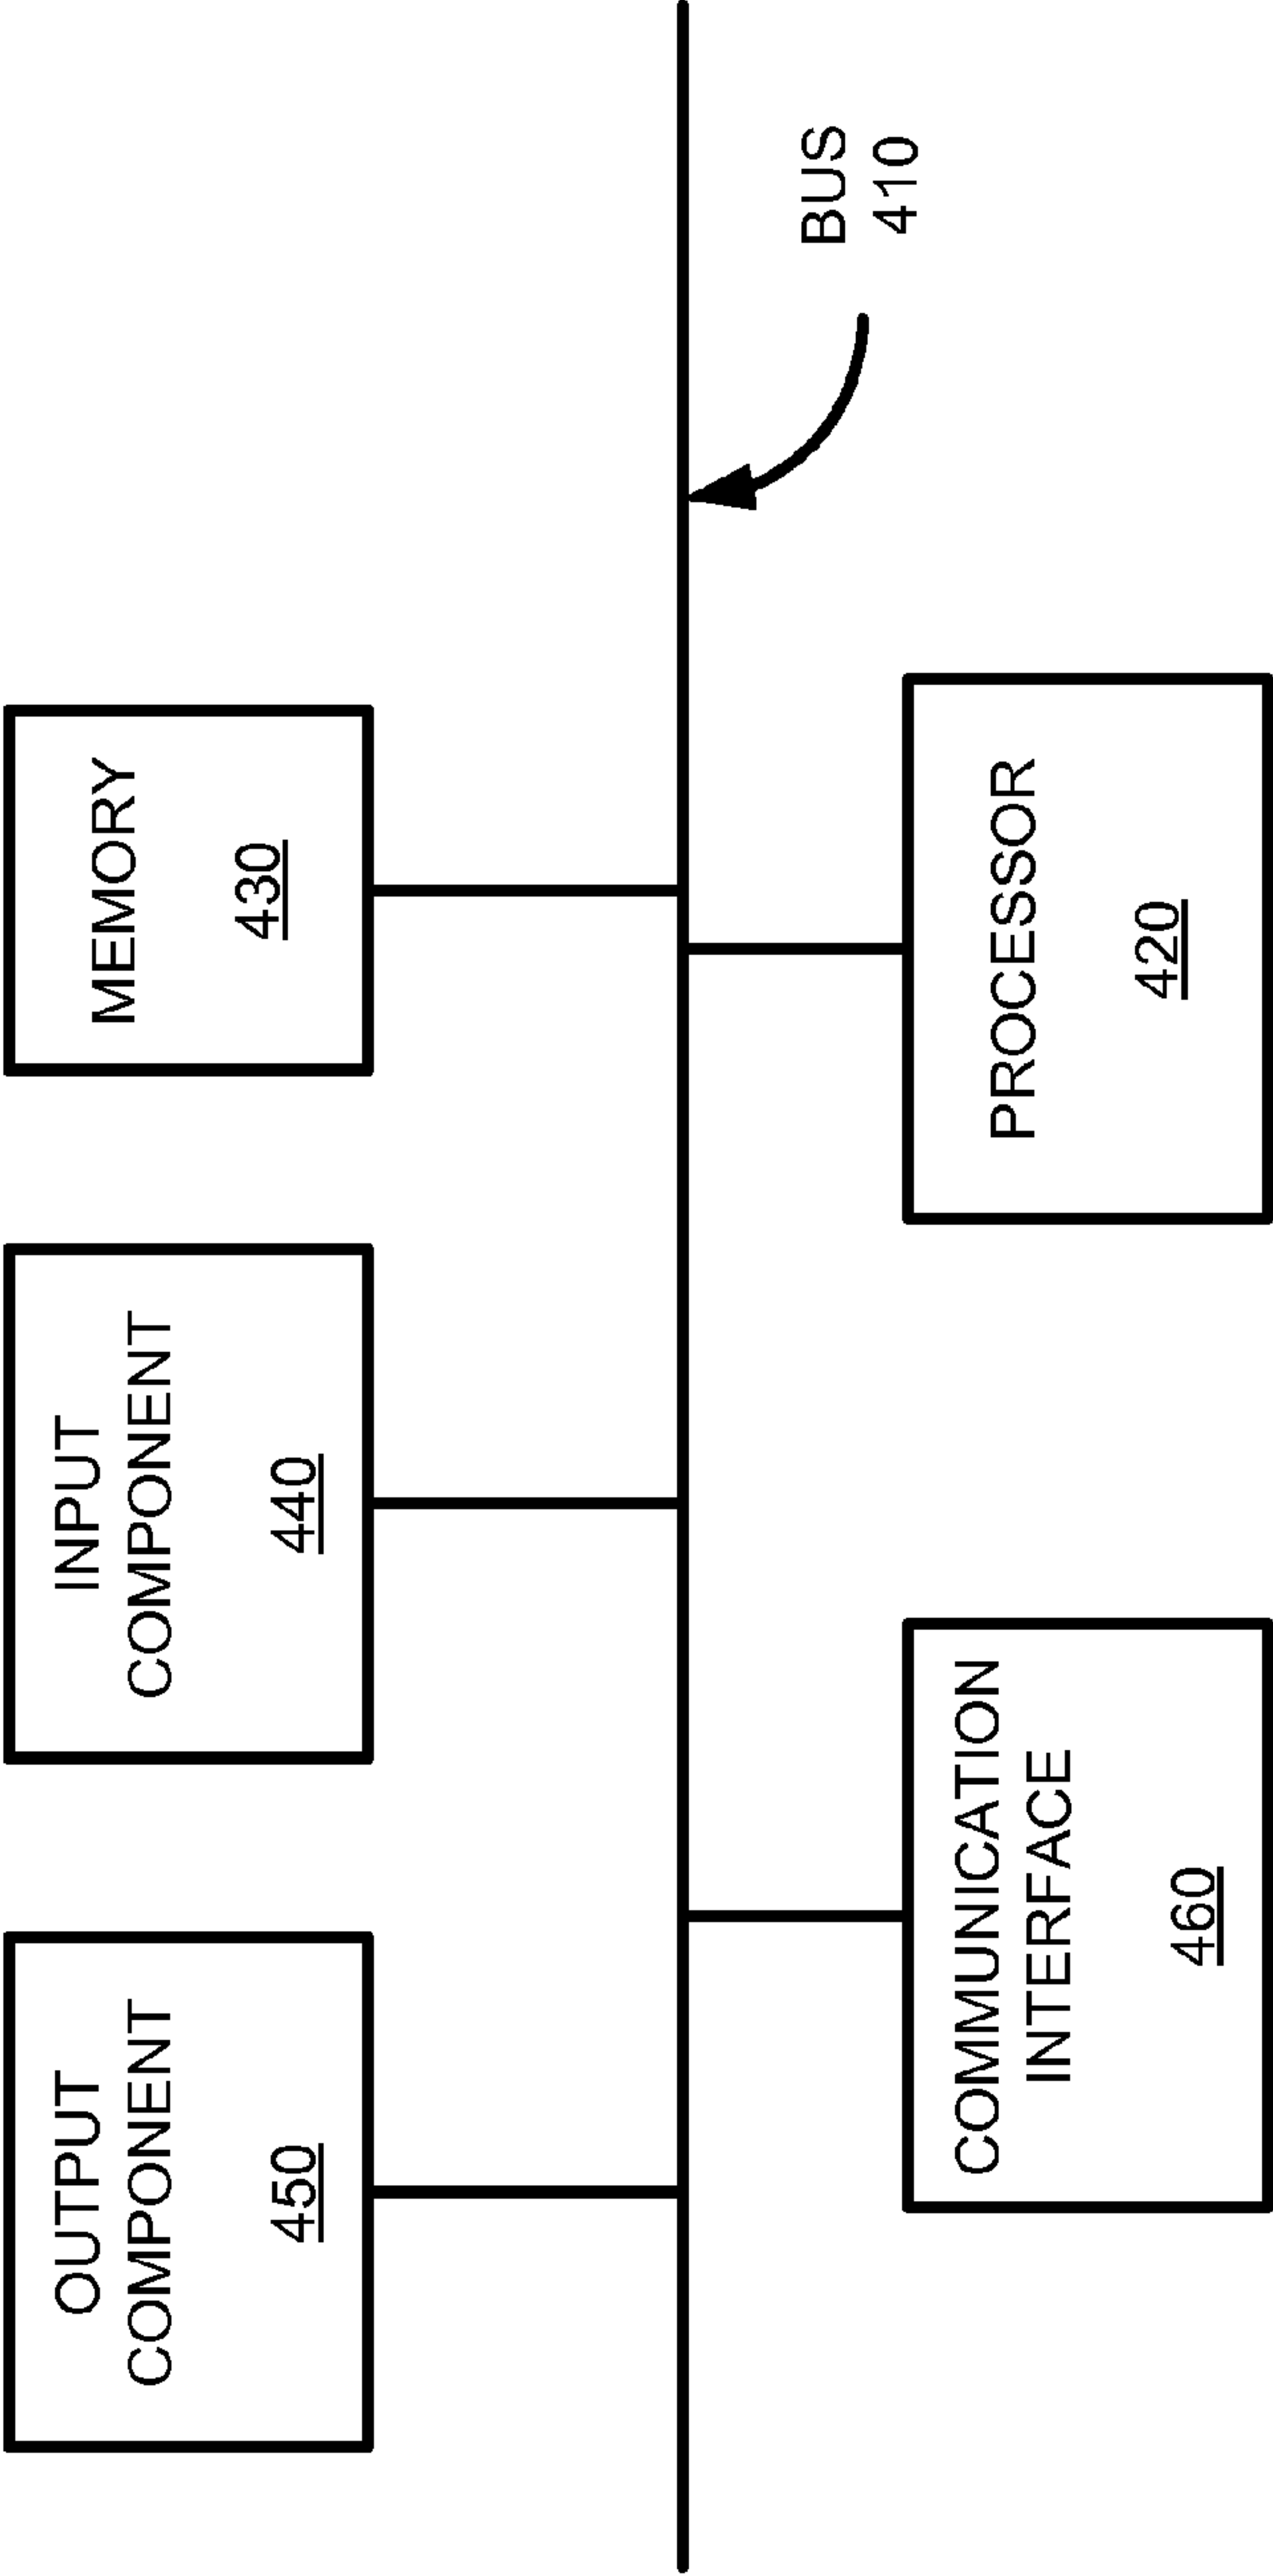 OUTPUT
COMPONENT
450
INPUT
COMPONENT
440
MEMORY
430
BUS
410
COMMUNICATION
INTERFACE
460
PROCESSOR
420